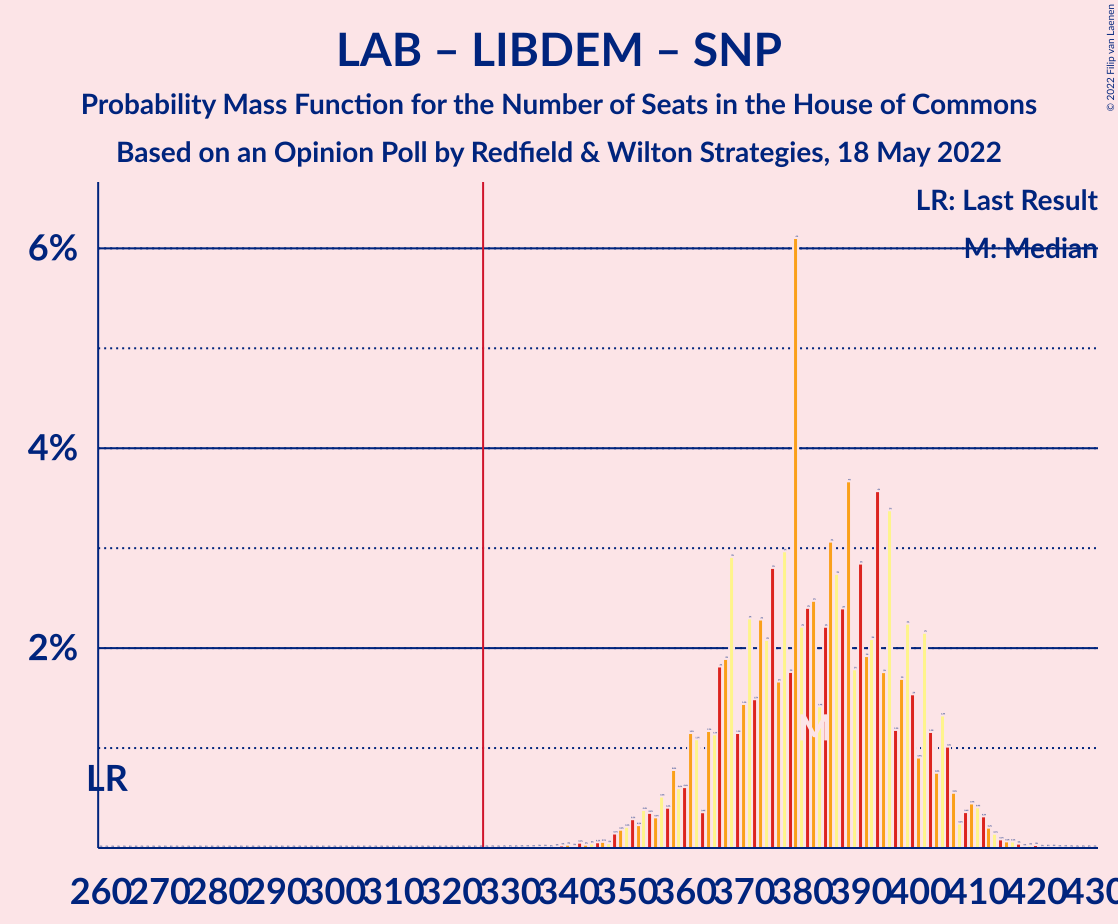 LAB – LIBDEM – SNP
Probability Mass Function for the Number of Seats in the House of Commons
Based on an Opinion Poll by Redfield & Wilton Strategies, 18 May 2022
© 2022 Filip van Laenen
LR: Last Result
M: Median
6%
4%
2%
LR
M
260 270 280 290 300 310 320 330 340 350 360 370 380 390 400 410 420 430